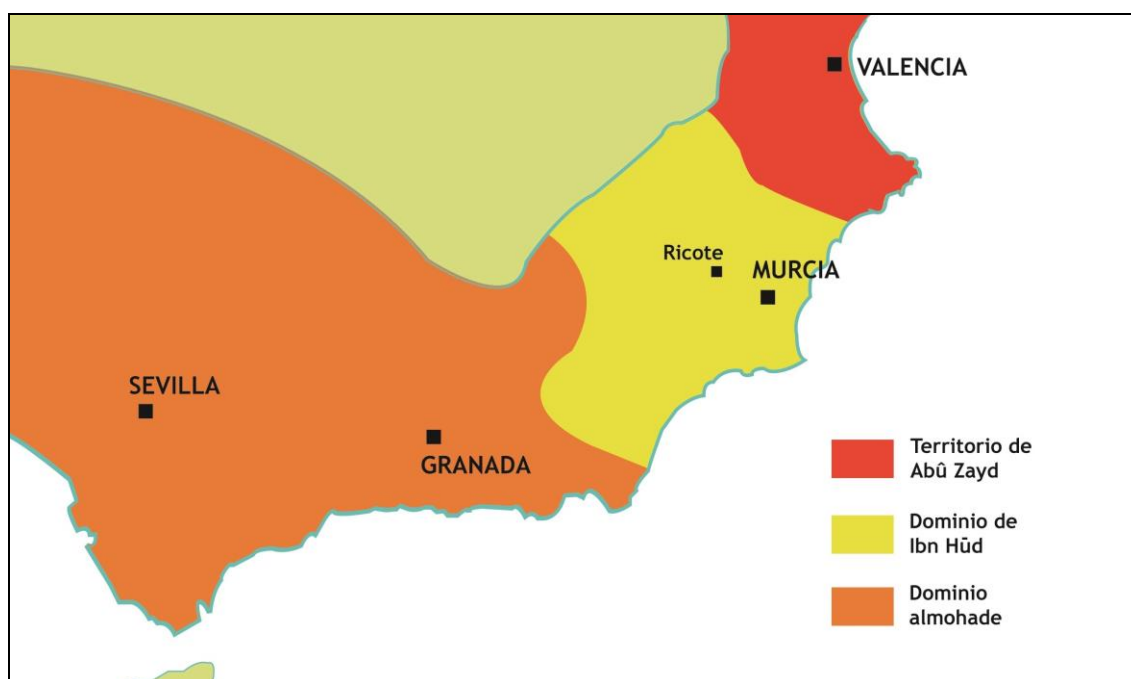 VALENCIA
Ricote
MURCIA
SEVILLA
GRANADA
Territorio de
Abû Zayd
Dominio de
Ibn Hūd
Dominio
almohade